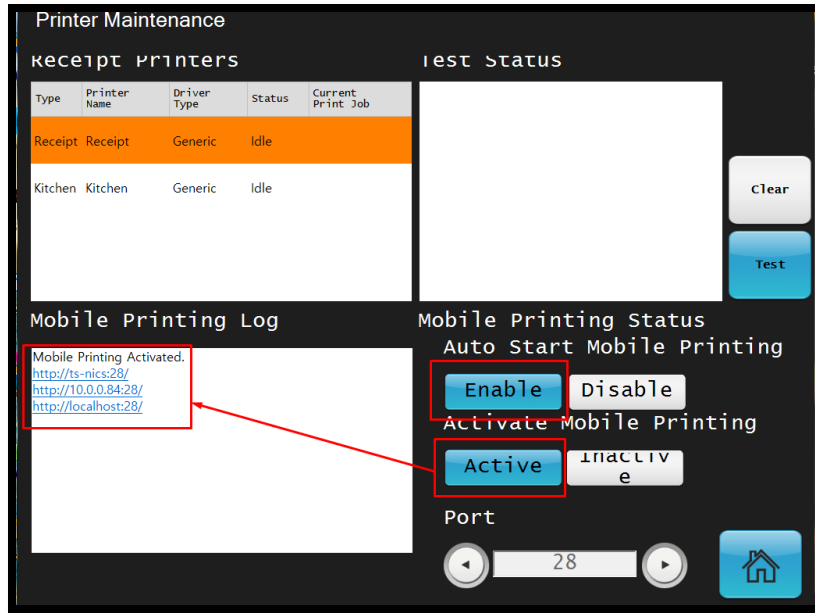 Printer Maintenance
Receipt Printers
Test Status
Type Printer Name Driver Type Status Current Print Job
Receipt Receipt Generic Idle
Kitchen Kitchen Generic Idle
Clear
Test
Mobile Printing Log
Mobile Printing Activated.
http://ts-nics:28/
http://10.0.0.84:28/
http://localhost:28/
Mobile Printing Status
Auto Start Mobile Printing
Enable Disable
Activate Mobile Printing
Active Inactiv
e
Port
28